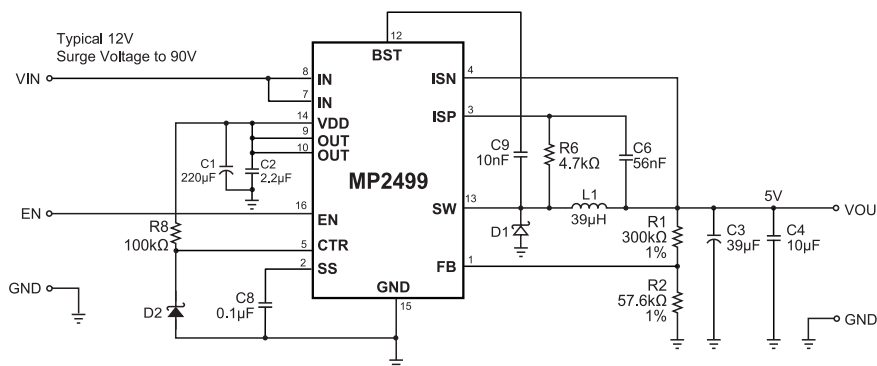 Typical 12V
Surge Voltage to 90V
VIN
EN
GND
12
BST
8
IN
7
IN
14
VDD
9
OUT
10
OUT
16
EN
5
CTR
2
SS
GND
15
MP2499
4
ISN
3
ISP
13
SW
1
FB
C1
220µF
C2
2.2µF
R8
100kΩ
D2
C8
0.1µF
C9
10nF
R6
4.7kΩ
C6
56nF
D1
L1
39µH
R1
300kΩ
1%
R2
57.6kΩ
1%
C3
39µF
C4
10µF
5V
VOU
GND